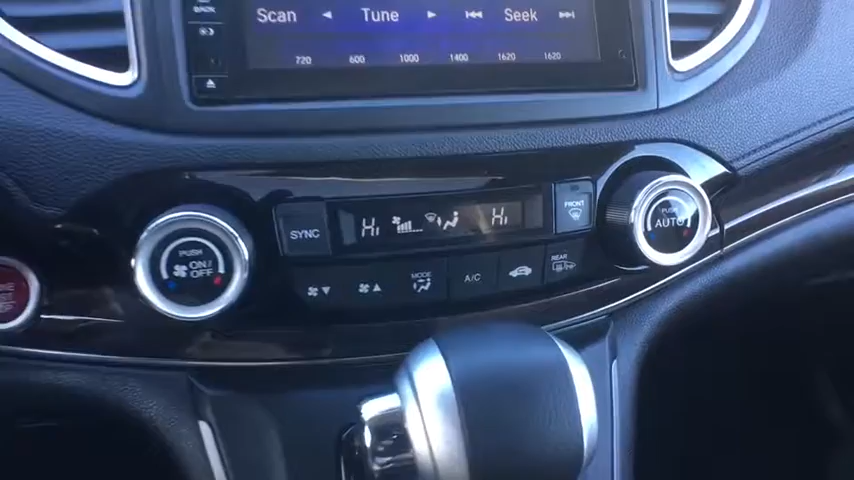 BACK
Scan Tune Seek
720 600 1000 1400 1620 1620
PUSH
ON/
OFF
SYNC
Hi Hi
FRONT
PUSH
AUTO
MODE
A/C
REAR